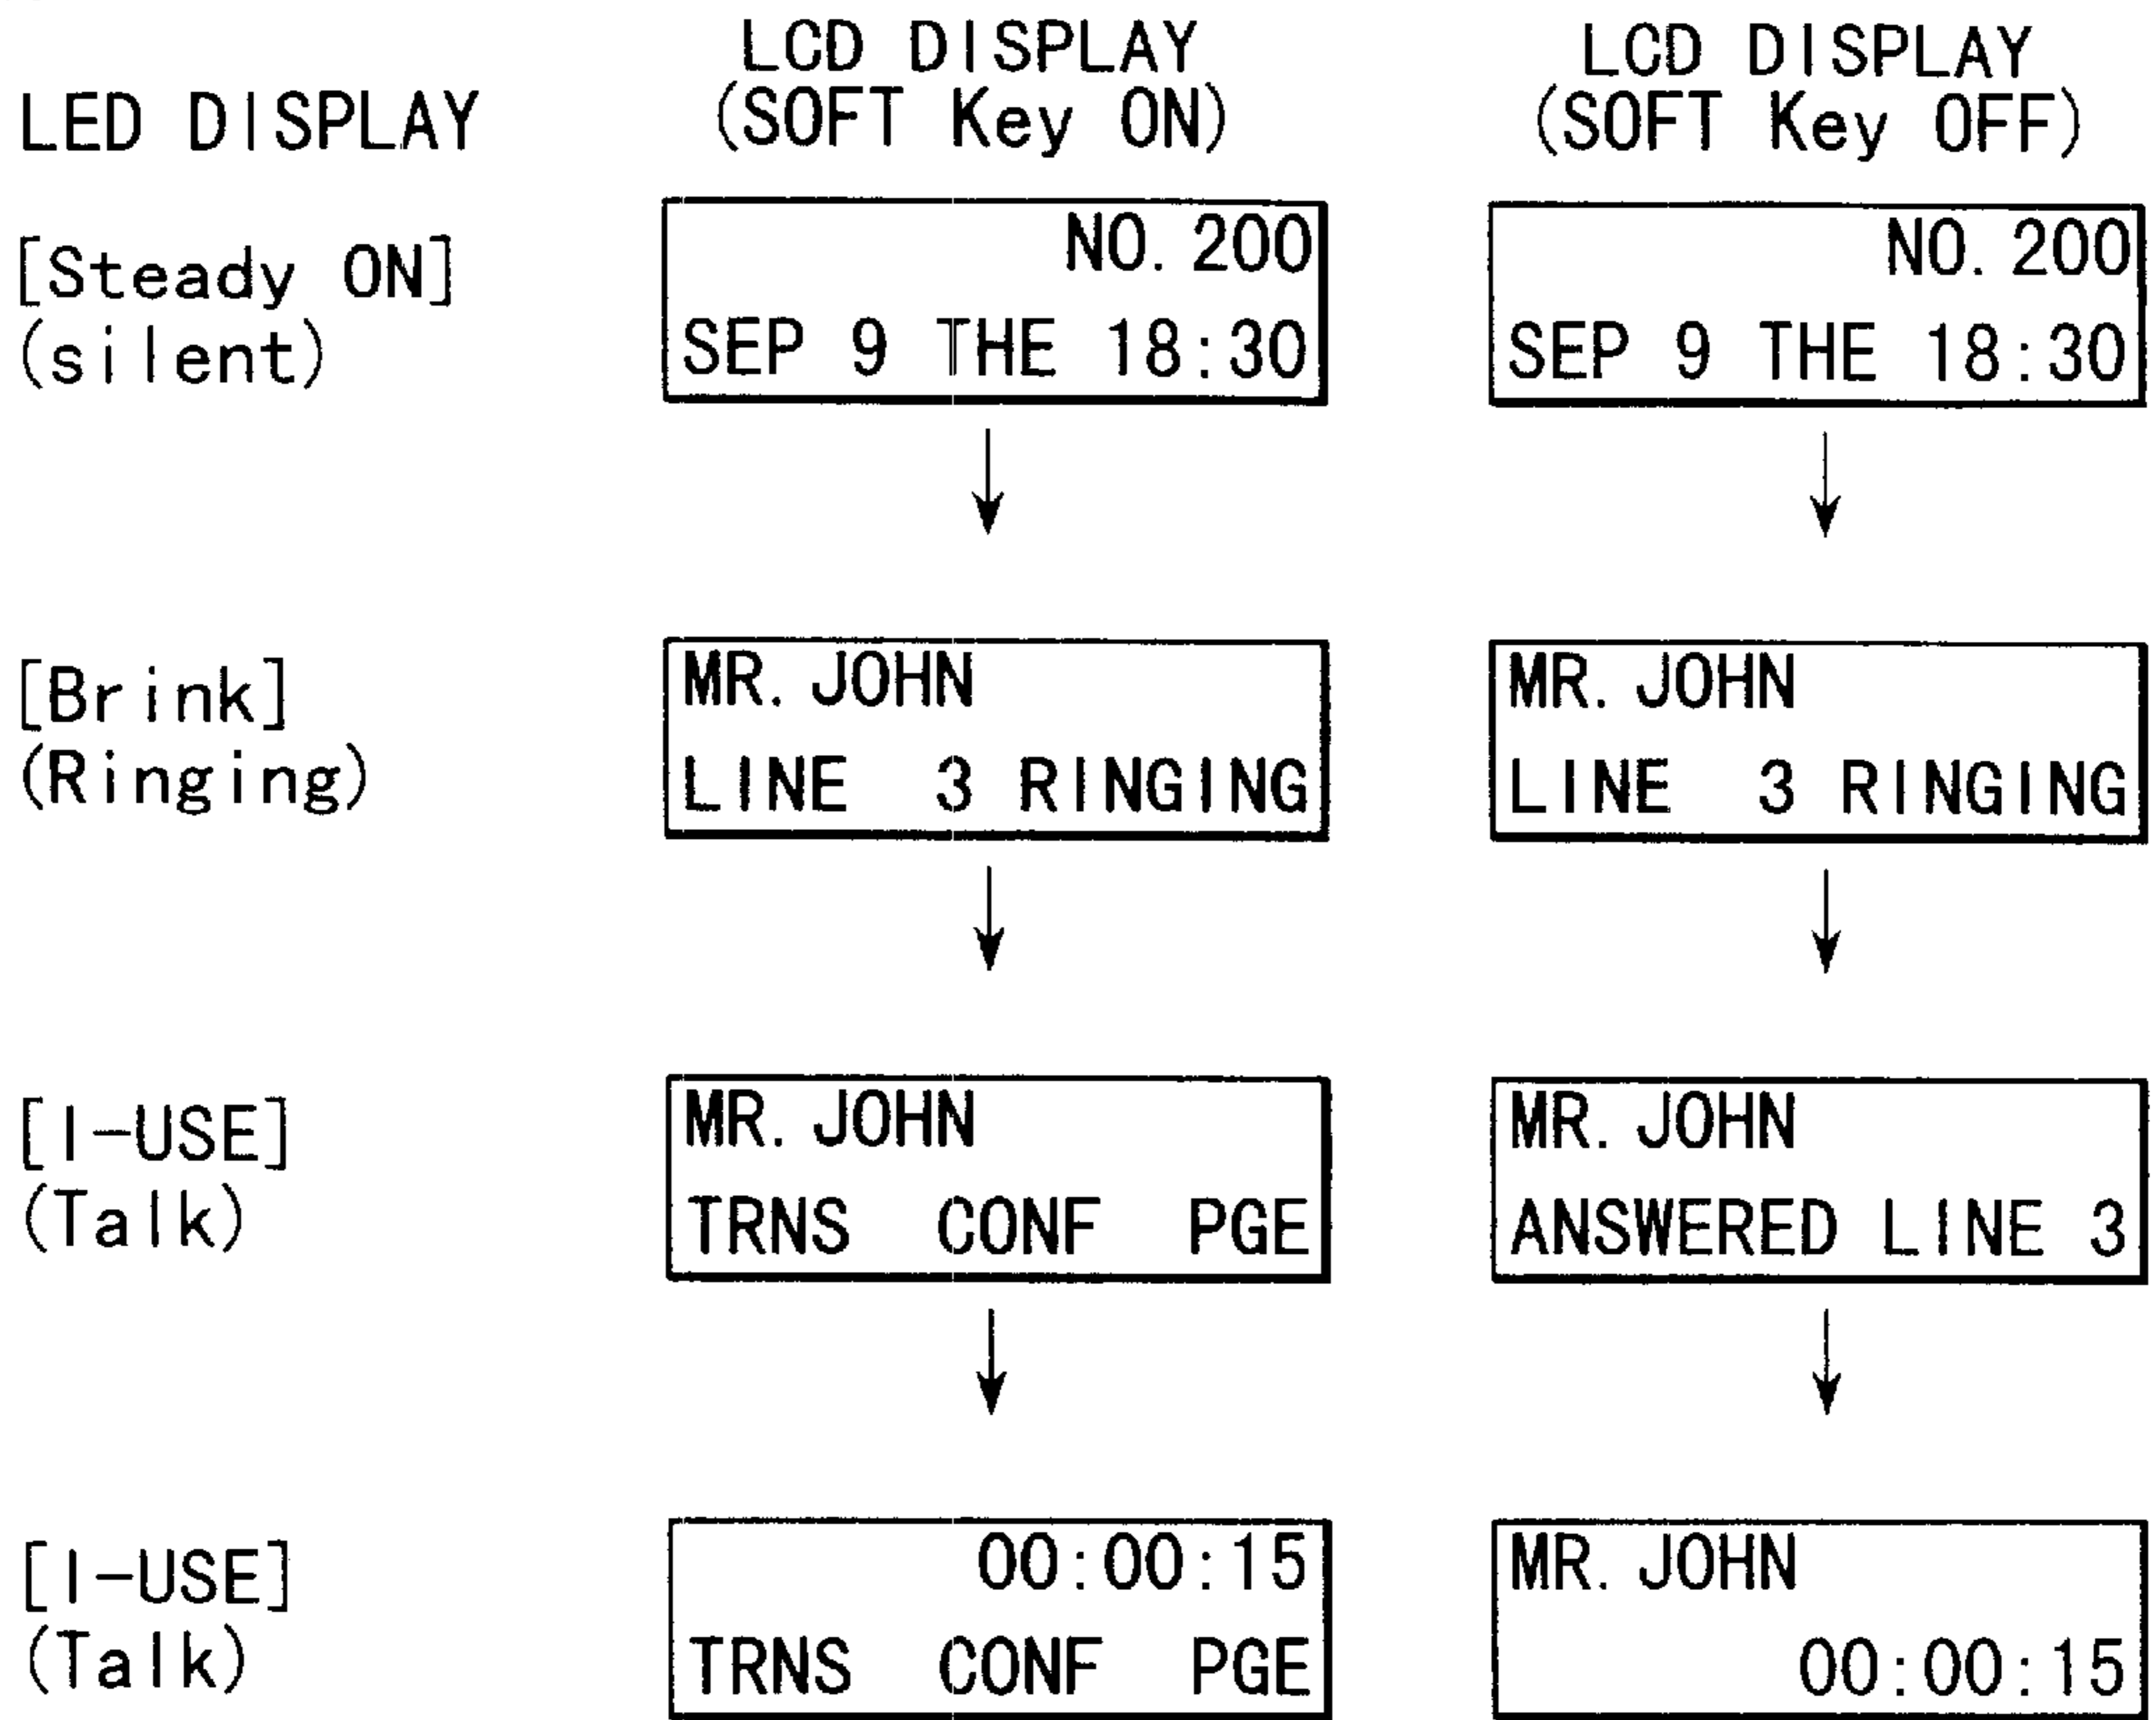 LED DISPLAY
LCD DISPLAY
(SOFT Key ON)
LCD DISPLAY
(SOFT Key OFF)
[Steady ON]
(silent)
NO. 200
SEP 9 THE 18:30
NO. 200
SEP 9 THE 18:30
[Brink]
(Ringing)
MR. JOHN
LINE 3 RINGING
MR. JOHN
LINE 3 RINGING
[I-USE]
(Talk)
MR. JOHN
TRNS CONF PGE
MR. JOHN
ANSWERED LINE 3
[I-USE]
(Talk)
00:00:15
TRNS CONF PGE
MR. JOHN
00:00:15